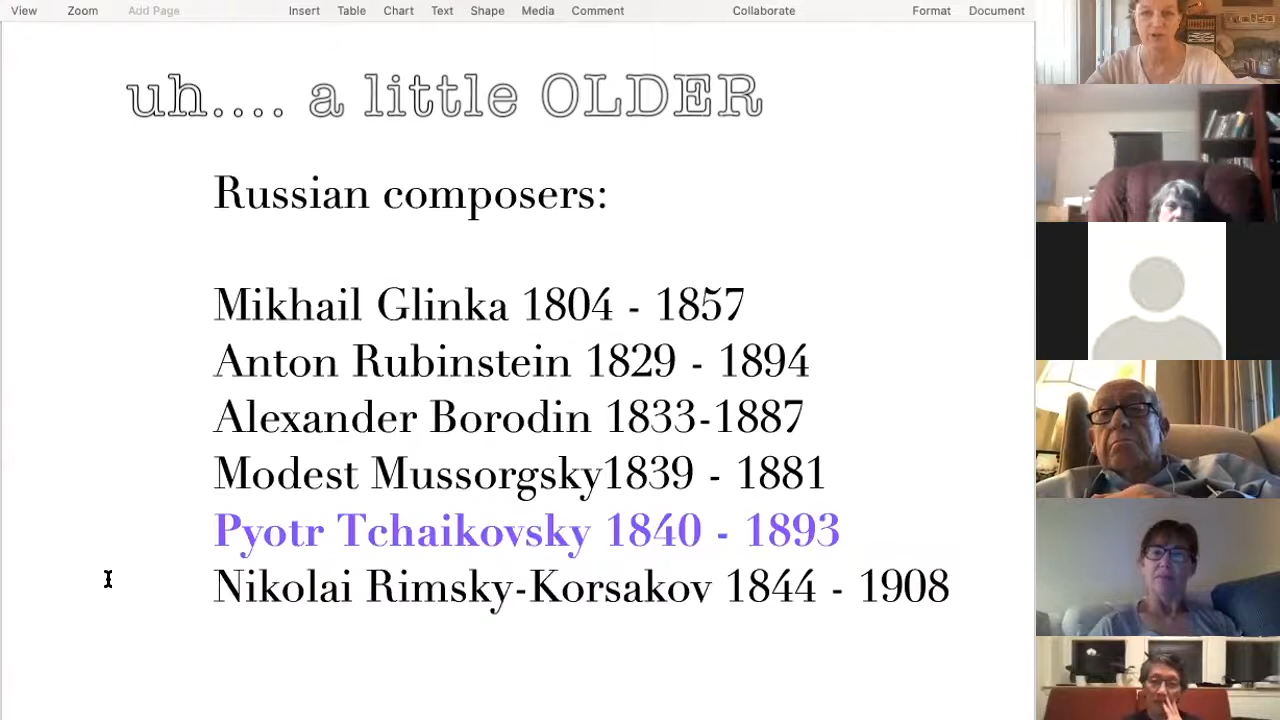 View Zoom Add Page Insert Table Chart Text Shape Media Comment Collaborate Format Document
uh.... a little OLDER
Russian composers:
Mikhail Glinka 1804 - 1857
Anton Rubinstein 1829 - 1894
Alexander Borodin 1833-1887
Modest Mussorgsky1839 - 1881
Pyotr Tchaikovsky 1840 - 1893
Nikolai Rimsky-Korsakov 1844 - 1908